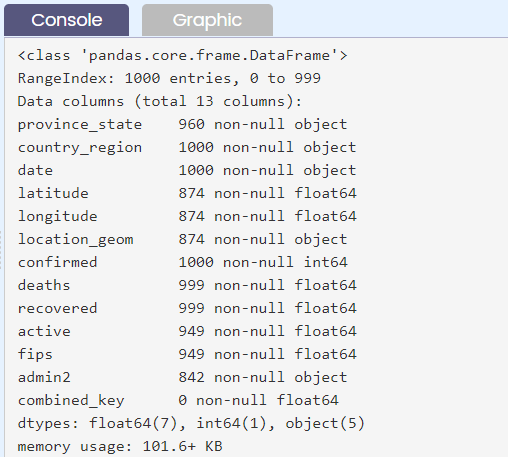 Console Graphic
<class 'pandas.core.frame.DataFrame'>
RangeIndex: 1000 entries, 0 to 999
Data columns (total 13 columns):
province_state    960 non-null object
country_region    1000 non-null object
date              1000 non-null object
latitude          874 non-null float64
longitude         874 non-null float64
location_geom     874 non-null object
confirmed         1000 non-null int64
deaths            999 non-null float64
recovered         999 non-null float64
active            949 non-null float64
fips              949 non-null float64
admin2            842 non-null object
combined_key      0 non-null float64
dtypes: float64(7), int64(1), object(5)
memory usage: 101.6+ KB